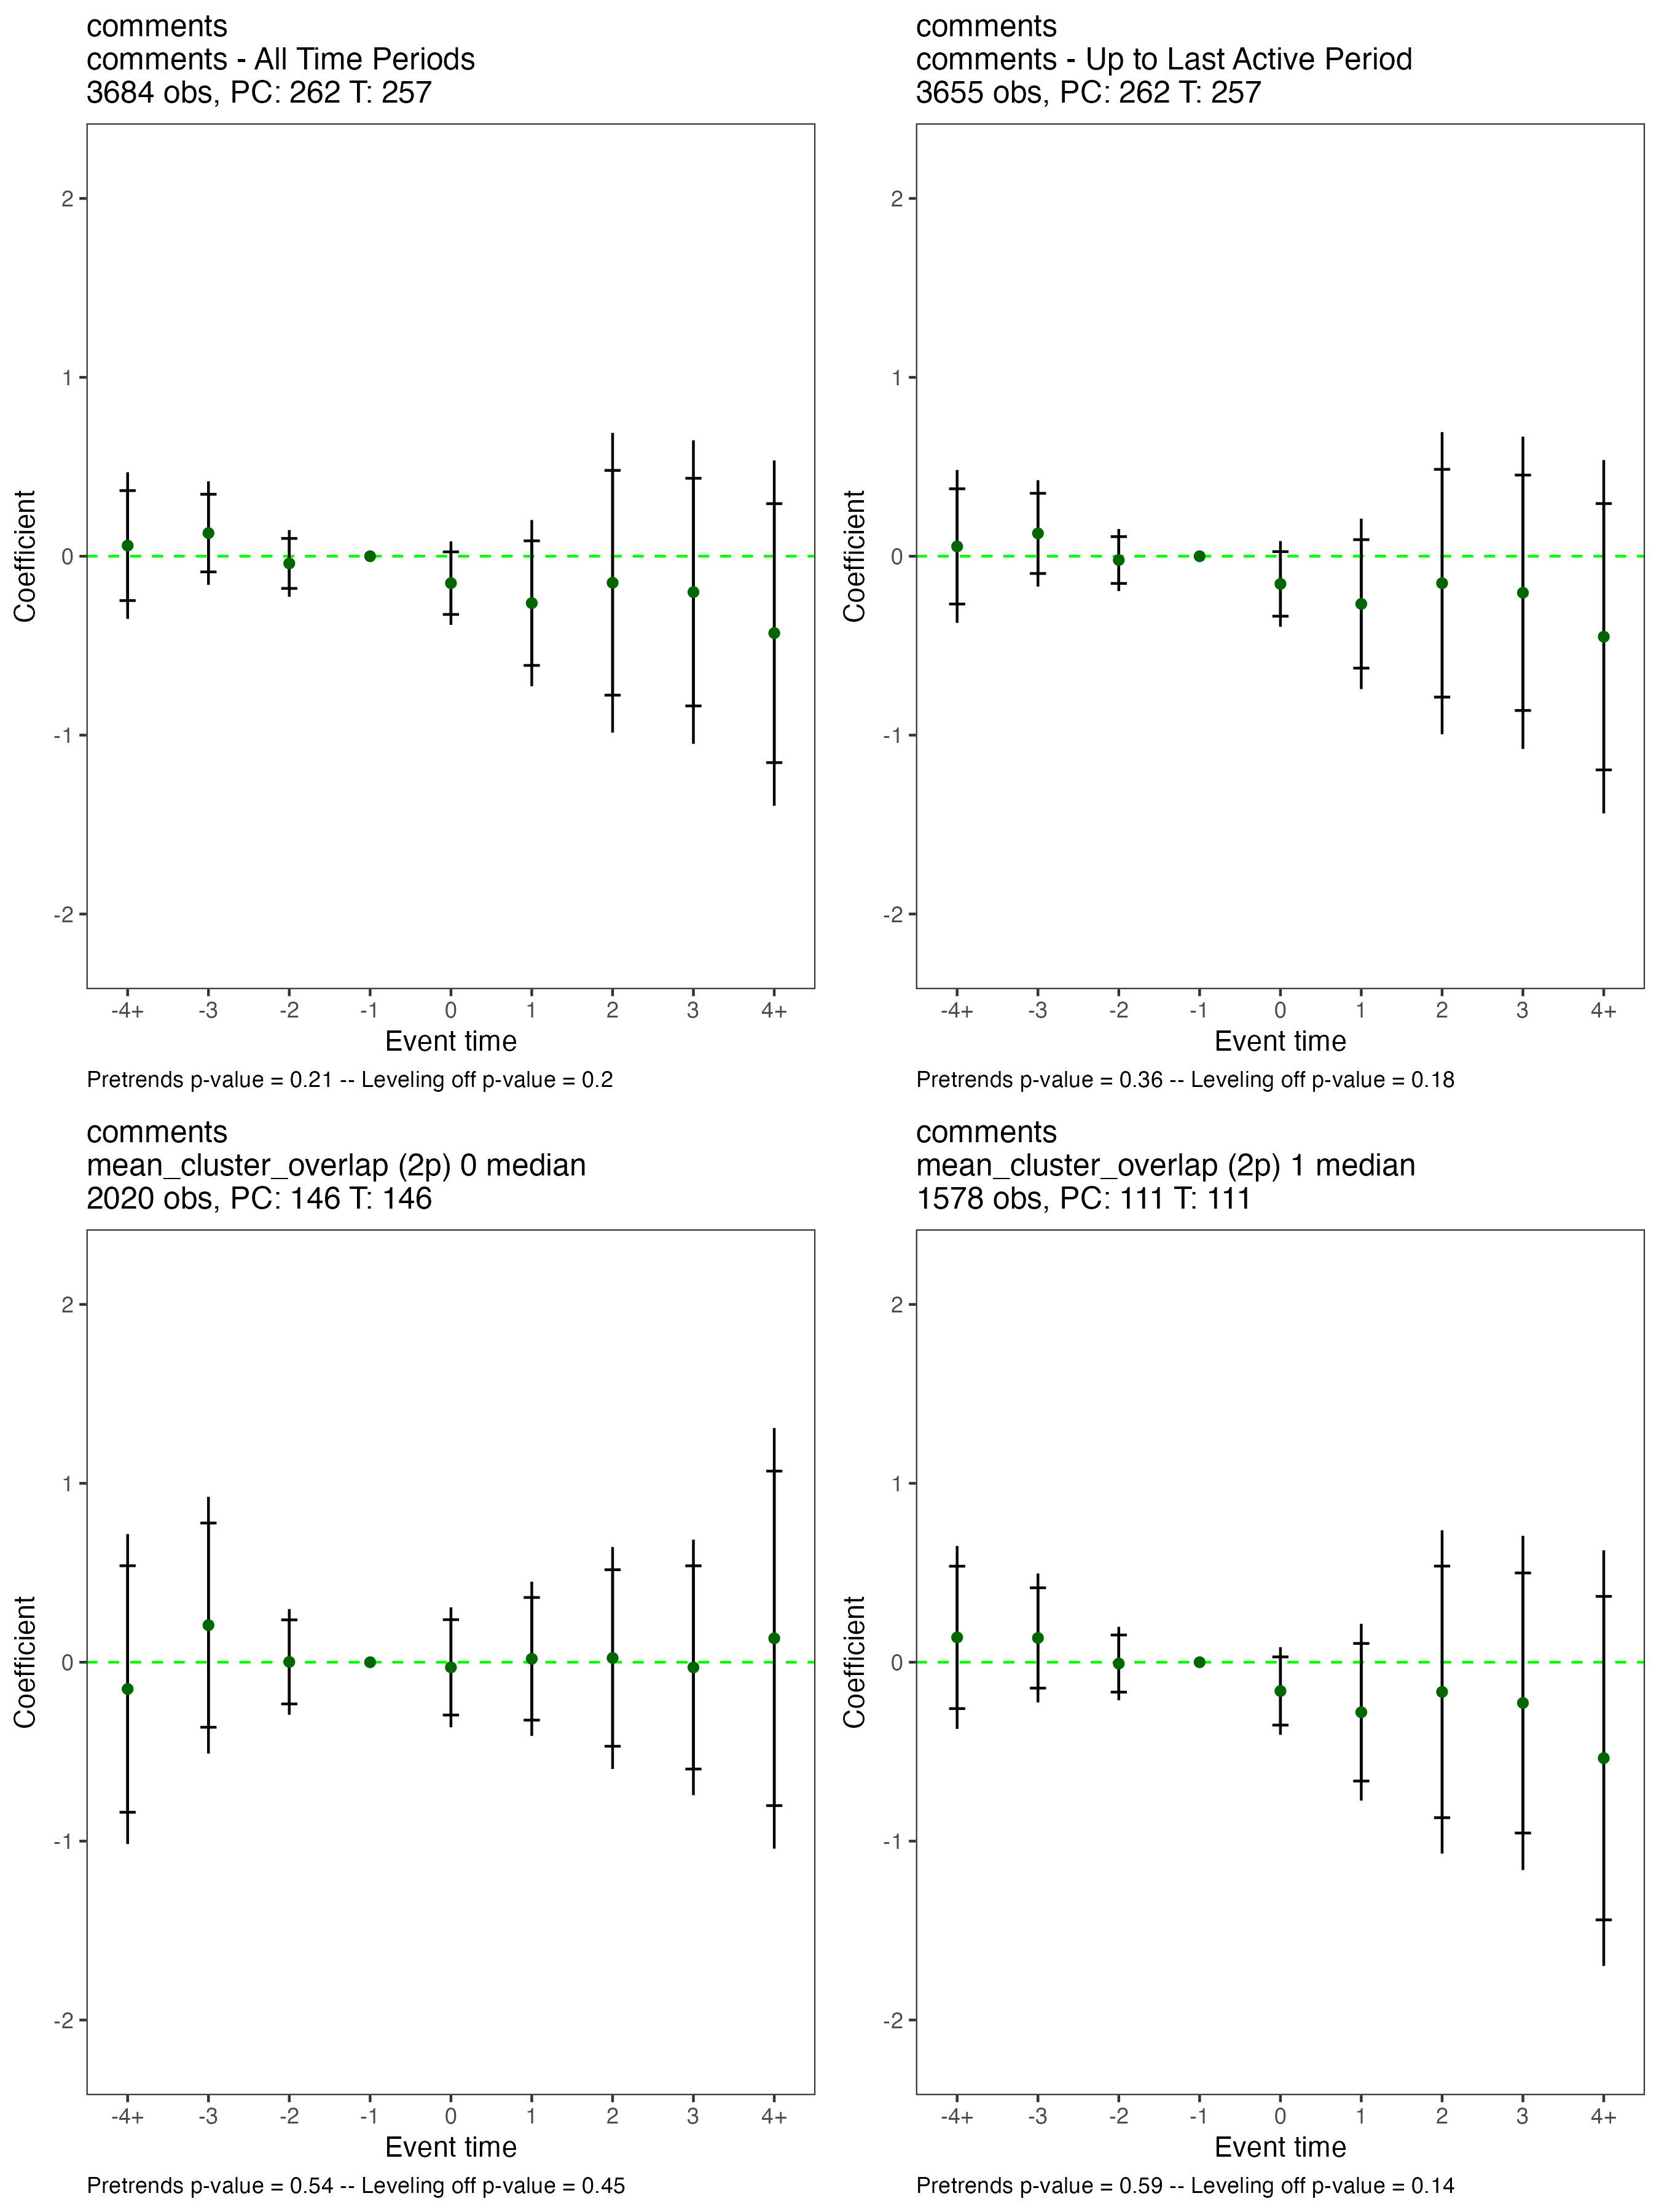 comments
comments - All Time Periods
3684 obs, PC: 262 T: 257
2
1
0
-1
-2
Coefficient
-4+ -3 -2 -1 0 1 2 3 4+
Event time
Pretrends p-value = 0.21 -- Leveling off p-value = 0.2
comments
comments - Up to Last Active Period
3655 obs, PC: 262 T: 257
2
1
0
-1
-2
Coefficient
-4+ -3 -2 -1 0 1 2 3 4+
Event time
Pretrends p-value = 0.36 -- Leveling off p-value = 0.18
comments
mean_cluster_overlap (2p) 0 median
2020 obs, PC: 146 T: 146
2
1
0
-1
-2
Coefficient
-4+ -3 -2 -1 0 1 2 3 4+
Event time
Pretrends p-value = 0.54 -- Leveling off p-value = 0.45
comments
mean_cluster_overlap (2p) 1 median
1578 obs, PC: 111 T: 111
2
1
0
-1
-2
Coefficient
-4+ -3 -2 -1 0 1 2 3 4+
Event time
Pretrends p-value = 0.59 -- Leveling off p-value = 0.14